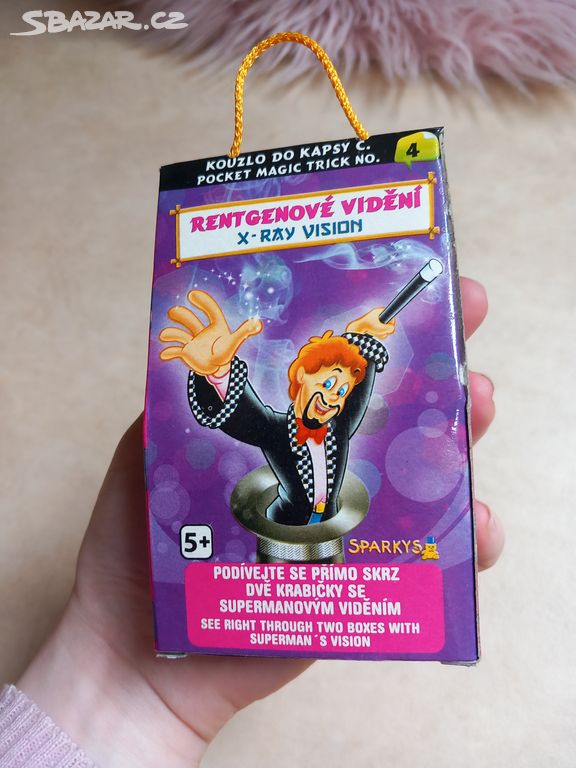 SBAZAR.CZ
KOUZLO DO KAPSY Č.
POCKET MAGIC TRICK NO.
4
RENTGENOVÉ VIDĚNÍ
X-RAY VISION
5+
SPARKYS
PODÍVEJTE SE PŘÍMO SKRZ
DVĚ KRABIČKY SE
SUPERMANOVÝM VIDĚNÍM
SEE RIGHT THROUGH TWO BOXES WITH
SUPERMAN´S VISION